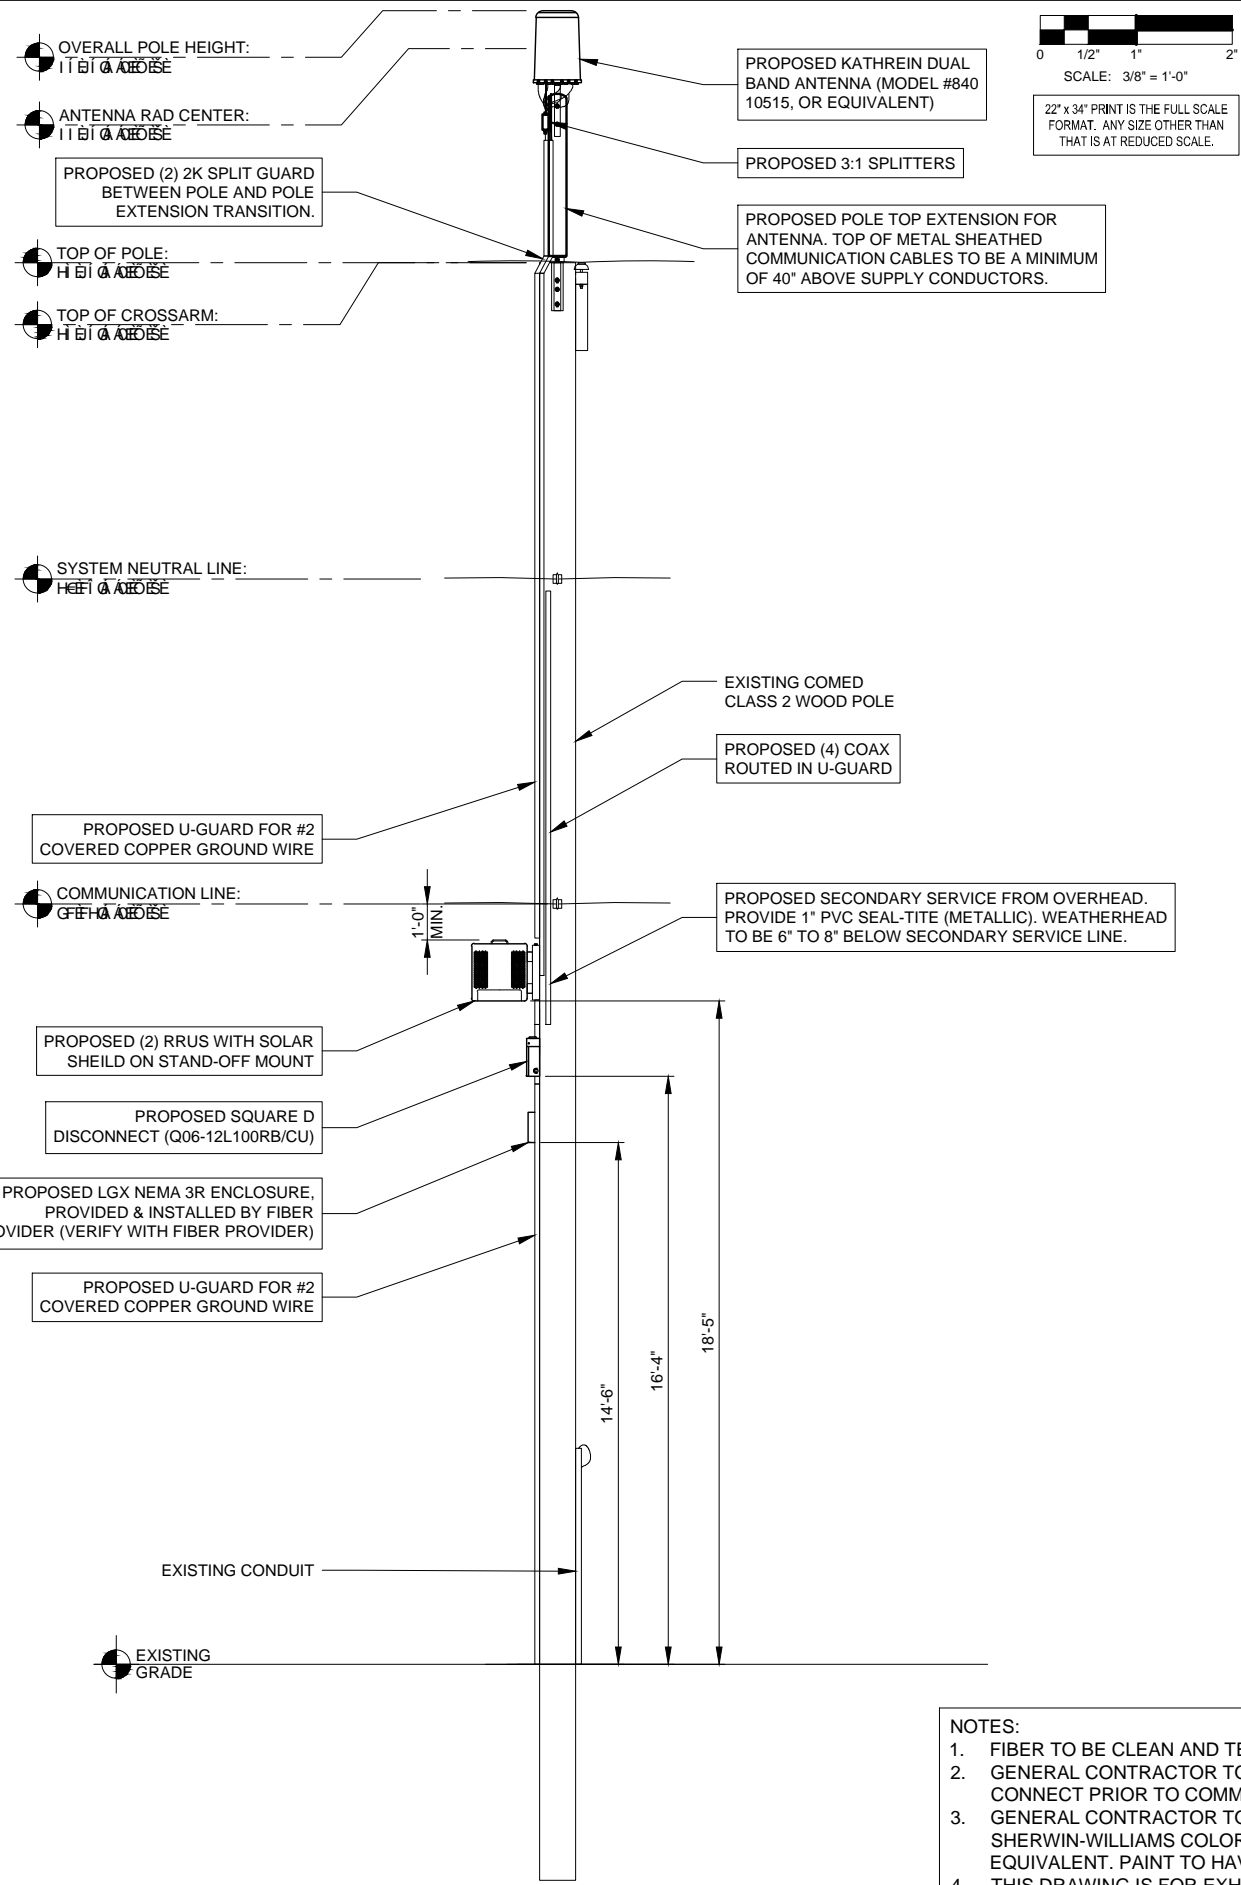 OVERALL POLE HEIGHT:
ANTENNA RAD CENTER:
PROPOSED (2) 2K SPLIT GUARD
BETWEEN POLE AND POLE
EXTENSION TRANSITION.
TOP OF POLE:
TOP OF CROSSARM:
0 1/2" 1" 2"
SCALE: 3/8" = 1'-0"
22" x 34" PRINT IS THE FULL SCALE
FORMAT. ANY SIZE OTHER THAN
THAT IS AT REDUCED SCALE.
PROPOSED KATHREIN DUAL
BAND ANTENNA (MODEL #840
10515, OR EQUIVALENT)
PROPOSED 3:1 SPLITTERS
PROPOSED POLE TOP EXTENSION FOR
ANTENNA. TOP OF METAL SHEATHED
COMMUNICATION CABLES TO BE A MINIMUM
OF 40" ABOVE SUPPLY CONDUCTORS.
SYSTEM NEUTRAL LINE:
EXISTING COMED
CLASS 2 WOOD POLE
PROPOSED (4) COAX
ROUTED IN U-GUARD
PROPOSED U-GUARD FOR #2
COVERED COPPER GROUND WIRE
COMMUNICATION LINE:
1'-0"
MIN.
PROPOSED SECONDARY SERVICE FROM OVERHEAD.
PROVIDE 1" PVC SEAL-TITE (METALLIC). WEATHERHEAD
TO BE 6" TO 8" BELOW SECONDARY SERVICE LINE.
PROPOSED (2) RRUS WITH SOLAR
SHEILD ON STAND-OFF MOUNT
PROPOSED SQUARE D
DISCONNECT (Q06-12L100RB/CU)
PROPOSED LGX NEMA 3R ENCLOSURE,
PROVIDED & INSTALLED BY FIBER
OVIDER (VERIFY WITH FIBER PROVIDER)
PROPOSED U-GUARD FOR #2
COVERED COPPER GROUND WIRE
14'-6"
16'-4"
18'-5"
EXISTING CONDUIT
EXISTING
GRADE
NOTES:
1. FIBER TO BE CLEAN AND TE
2. GENERAL CONTRACTOR TO
CONNECT PRIOR TO COMM
3. GENERAL CONTRACTOR TO
SHERWIN-WILLIAMS COLOR
EQUIVALENT. PAINT TO HAV
4. THIS DRAWING IS FOR EXH